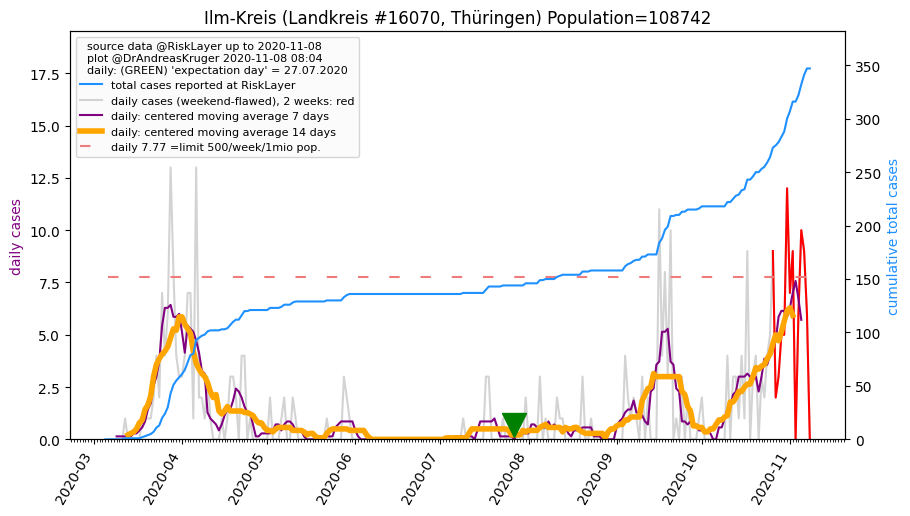 Ilm-Kreis (Landkreis #16070, Thüringen) Population=108742
source data @RiskLayer up to 2020-11-08
plot @DrAndreasKruger 2020-11-08 08:04
daily: (GREEN) 'expectation day' = 27.07.2020
total cases reported at RiskLayer
daily cases (weekend-flawed), 2 weeks: red
daily: centered moving average 7 days
daily: centered moving average 14 days
daily 7.77 =limit 500/week/1mio pop.
daily cases
17.5
15.0
12.5
10.0
7.5
5.0
2.5
0.0
cumulative total cases
350
300
250
200
150
100
50
0
2020-03
2020-04
2020-05
2020-06
2020-07
2020-08
2020-09
2020-10
2020-11